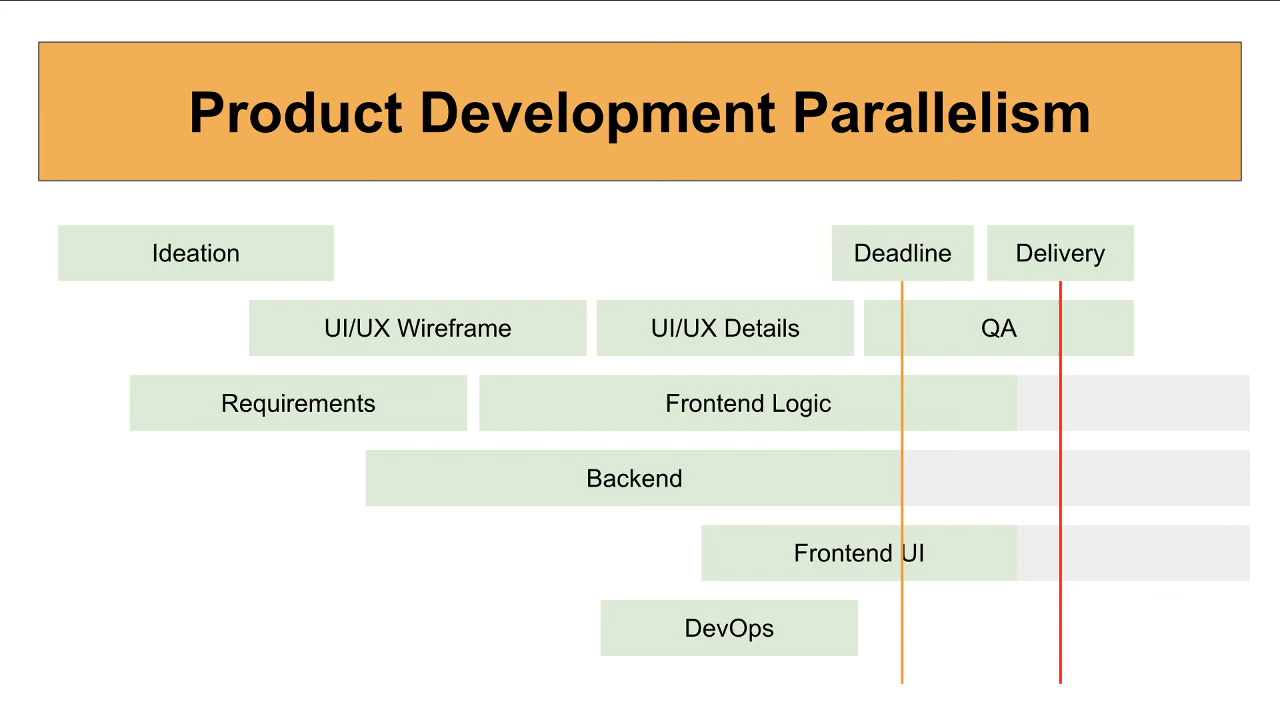 Product Development Parallelism
Ideation
Deadline
Delivery
UI/UX Wireframe
UI/UX Details
QA
Requirements
Frontend Logic
Backend
Frontend UI
DevOps